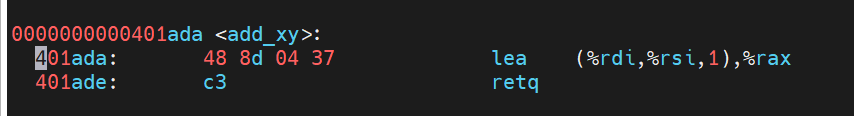 0000000000401ada <add_xy>:
  401ada:       48 8d 04 37             lea    (%rdi,%rsi,1),%rax
  401ade:       c3                      retq